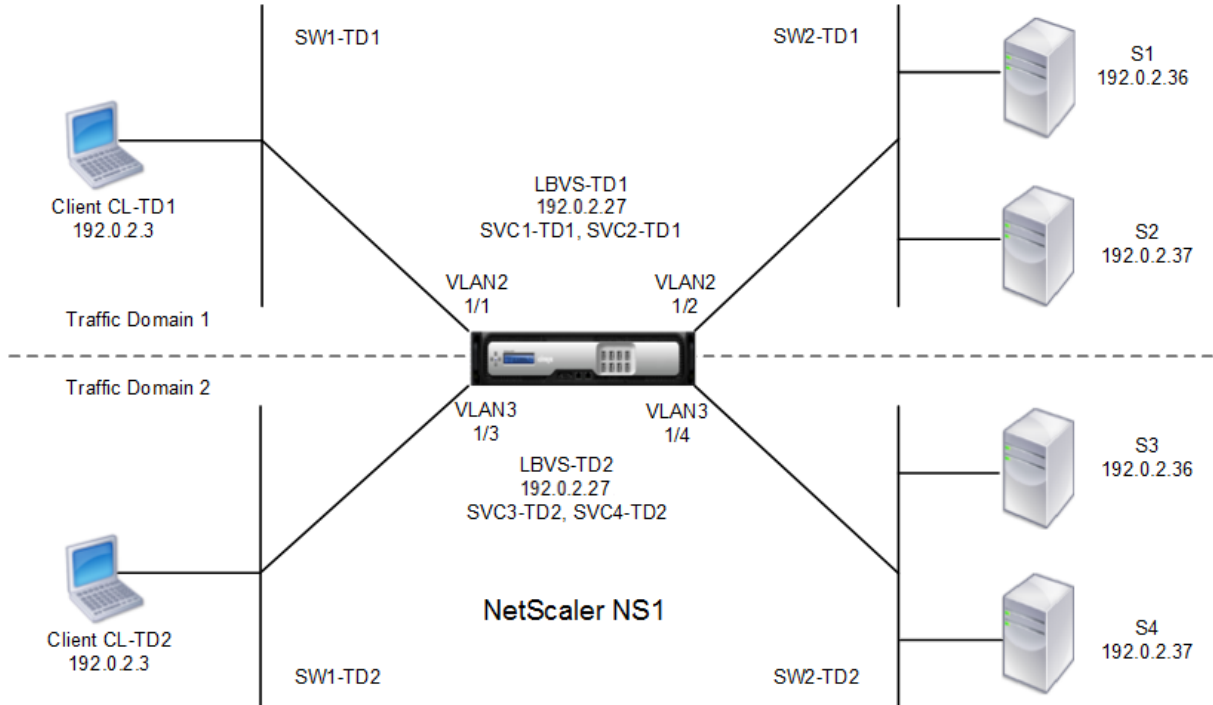 SW1-TD1
SW2-TD1
S1
192.0.2.36
Client CL-TD1
192.0.2.3
LBVS-TD1
192.0.2.27
SVC1-TD1, SVC2-TD1
S2
192.0.2.37
VLAN2
1/1
VLAN2
1/2
Traffic Domain 1
Traffic Domain 2
VLAN3
1/3
VLAN3
1/4
LBVS-TD2
192.0.2.27
SVC3-TD2, SVC4-TD2
S3
192.0.2.36
Client CL-TD2
192.0.2.3
NetScaler NS1
S4
192.0.2.37
SW1-TD2
SW2-TD2